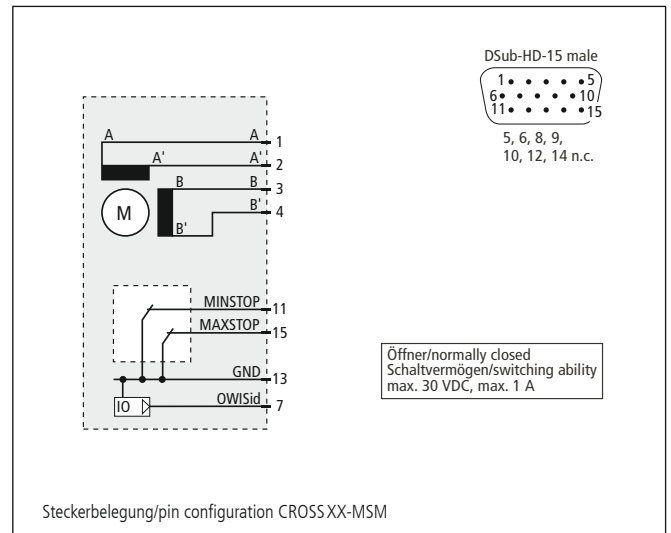 DSub-HD-15 male
1 5
6 10
11 15
5, 6, 8, 9,
10, 12, 14 n.c.
A A 1
A' A' 2
B B 3
M B' 4
B'
MINSTOP 11
MAXSTOP 15
GND 13
IO OWISid 7
Öffner/normally closed
Schaltvermögen/switching ability
max. 30 VDC, max. 1 A
Steckerbelegung/pin configuration CROSS XX-MSM